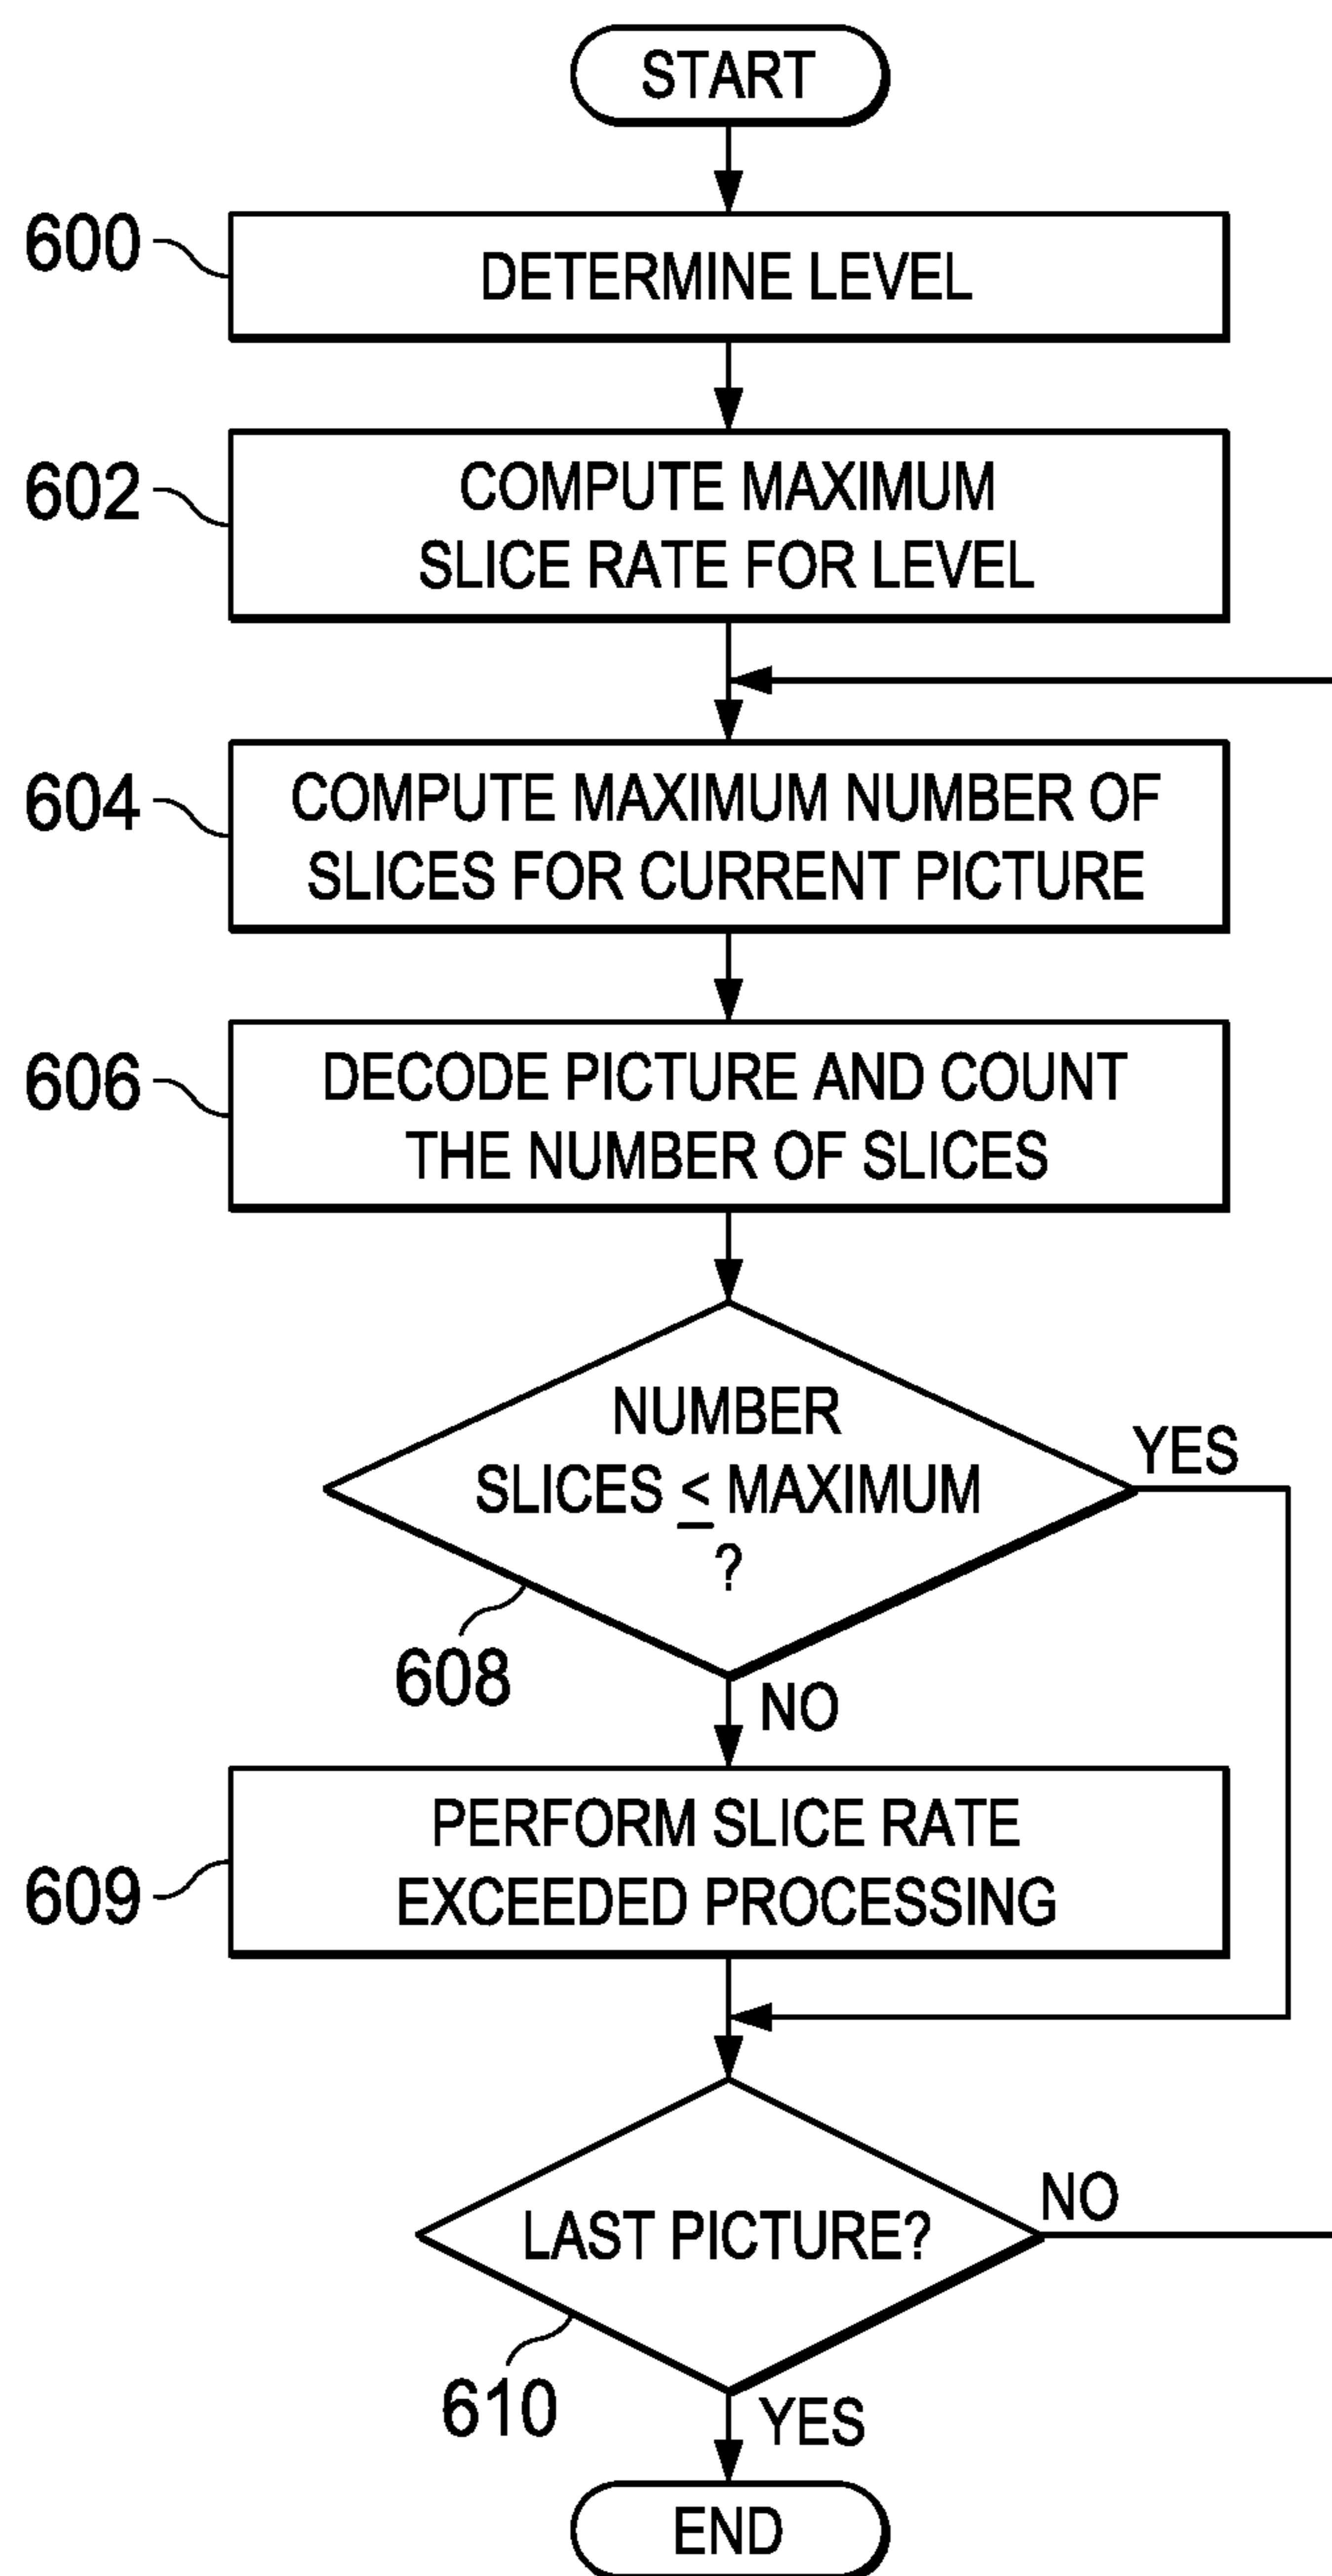 START
600
DETERMINE LEVEL
602
COMPUTE MAXIMUM
SLICE RATE FOR LEVEL
604
COMPUTE MAXIMUM NUMBER OF
SLICES FOR CURRENT PICTURE
606
DECODE PICTURE AND COUNT
THE NUMBER OF SLICES
NUMBER
SLICES ≤ MAXIMUM
?
YES
608
NO
609
PERFORM SLICE RATE
EXCEEDED PROCESSING
LAST PICTURE?
NO
610
YES
END